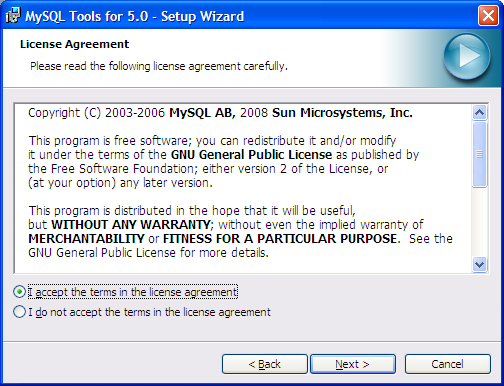 MySQL Tools for 5.0 - Setup Wizard
License Agreement
Please read the following license agreement carefully.
Copyright (C) 2003-2006 MySQL AB, 2008 Sun Microsystems, Inc.
This program is free software; you can redistribute it and/or modify
it under the terms of the GNU General Public License as published by
the Free Software Foundation; either version 2 of the License, or
(at your option) any later version.
This program is distributed in the hope that it will be useful,
but WITHOUT ANY WARRANTY; without even the implied warranty of
MERCHANTABILITY or FITNESS FOR A PARTICULAR PURPOSE.  See the
GNU General Public License for more details.
I accept the terms in the license agreement
I do not accept the terms in the license agreement
< Back
Next >
Cancel